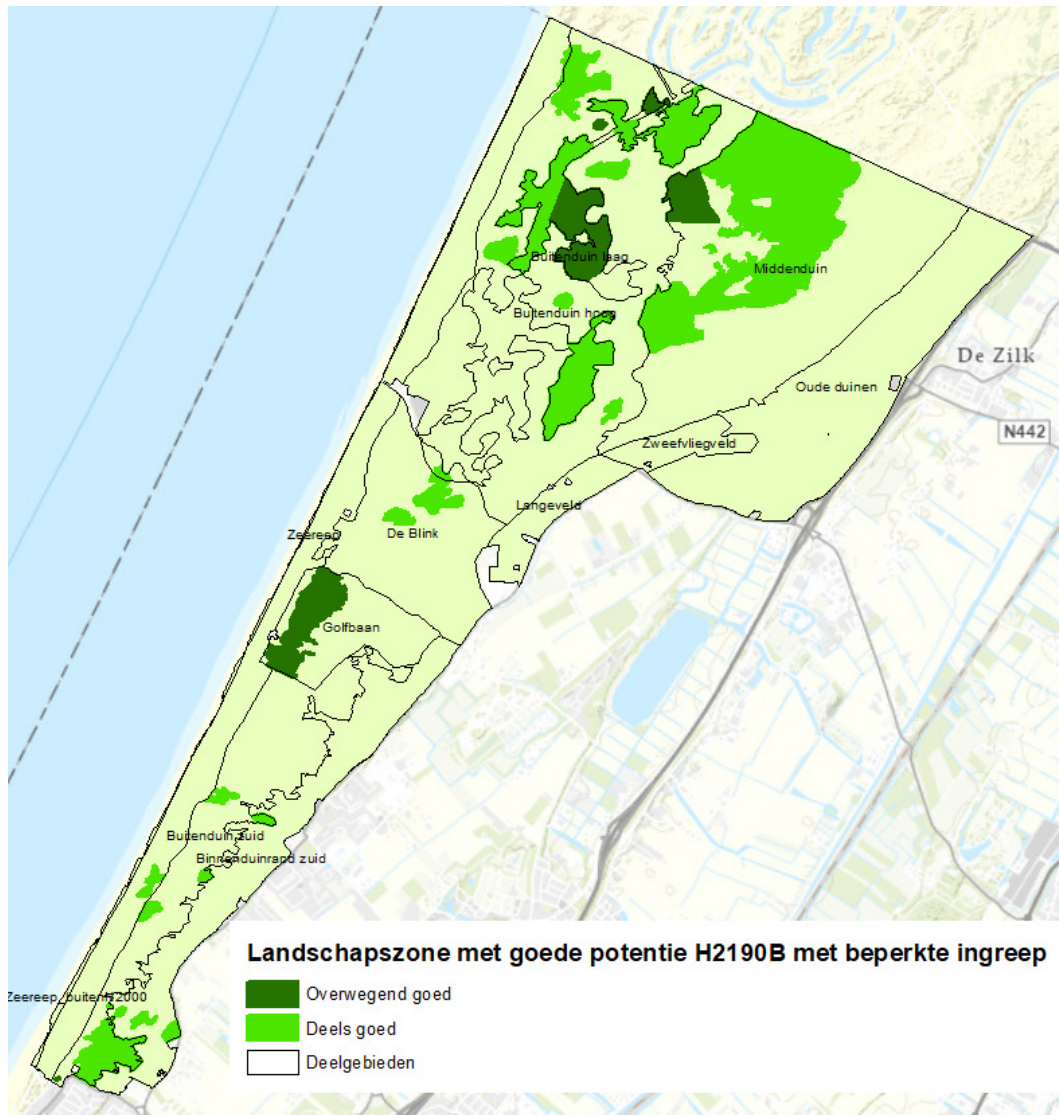 Buitenduin laag
Middenduin
Buitenduin hoog
De Zilk
Oude duinen
N442
Zweefvliegveld
Langeveld
Zeereep
De Blink
Golfbaan
Buitenduin zuid
Binnenduinrand zuid
Landschapszone met goede potentie H2190B met beperkte ingreep
Zeereep_buitenN2000
Overwegend goed
Deels goed
Deelgebieden